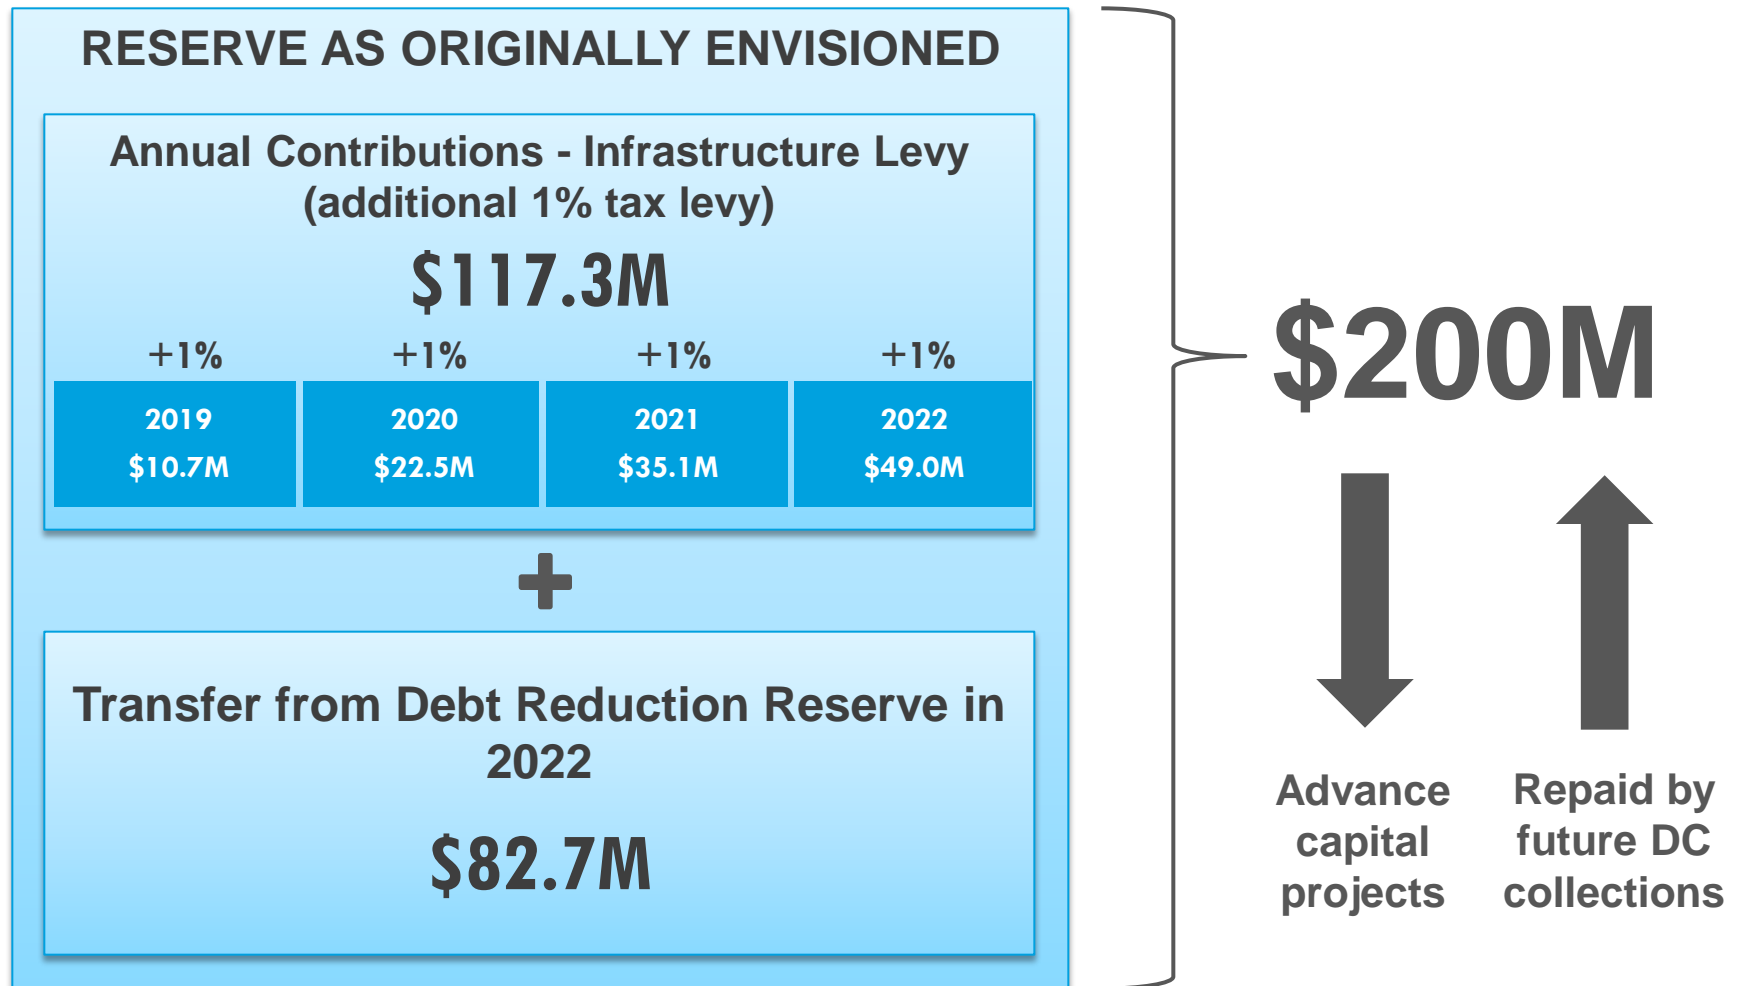 RESERVE AS ORIGINALLY ENVISIONED
Annual Contributions - Infrastructure Levy
(additional 1% tax levy)
$117.3M
+1% +1% +1% +1%
2019 2020 2021 2022
$10.7M $22.5M $35.1M $49.0M
+
Transfer from Debt Reduction Reserve in
2022
$82.7M
$200M
Advance
capital
projects
Repaid by
future DC
collections